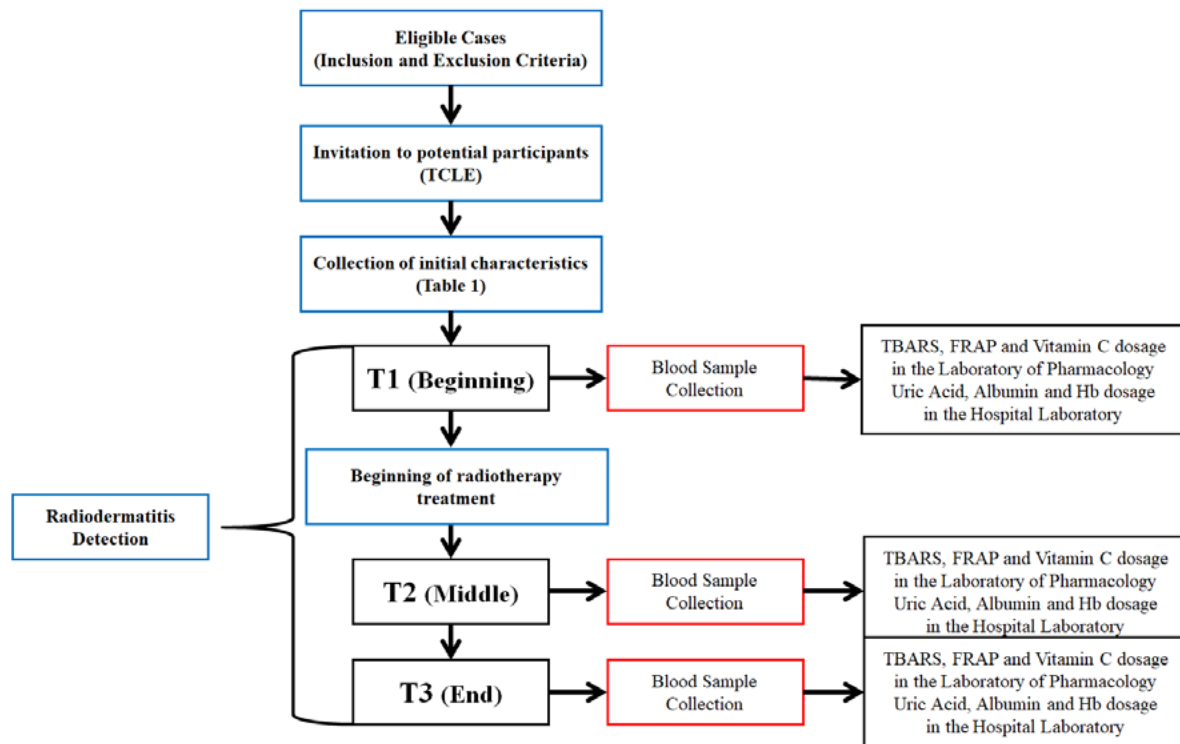 Eligible Cases
(Inclusion and Exclusion Criteria)
Invitation to potential participants
(TCLE)
Collection of initial characteristics
(Table 1)
T1 (Beginning)
Blood Sample
Collection
TBARS, FRAP and Vitamin C dosage
in the Laboratory of Pharmacology
Uric Acid, Albumin and Hb dosage
in the Hospital Laboratory
Beginning of radiotherapy
treatment
Radiodermatitis
Detection
T2 (Middle)
Blood Sample
Collection
TBARS, FRAP and Vitamin C dosage
in the Laboratory of Pharmacology
Uric Acid, Albumin and Hb dosage
in the Hospital Laboratory
T3 (End)
Blood Sample
Collection
TBARS, FRAP and Vitamin C dosage
in the Laboratory of Pharmacology
Uric Acid, Albumin and Hb dosage
in the Hospital Laboratory